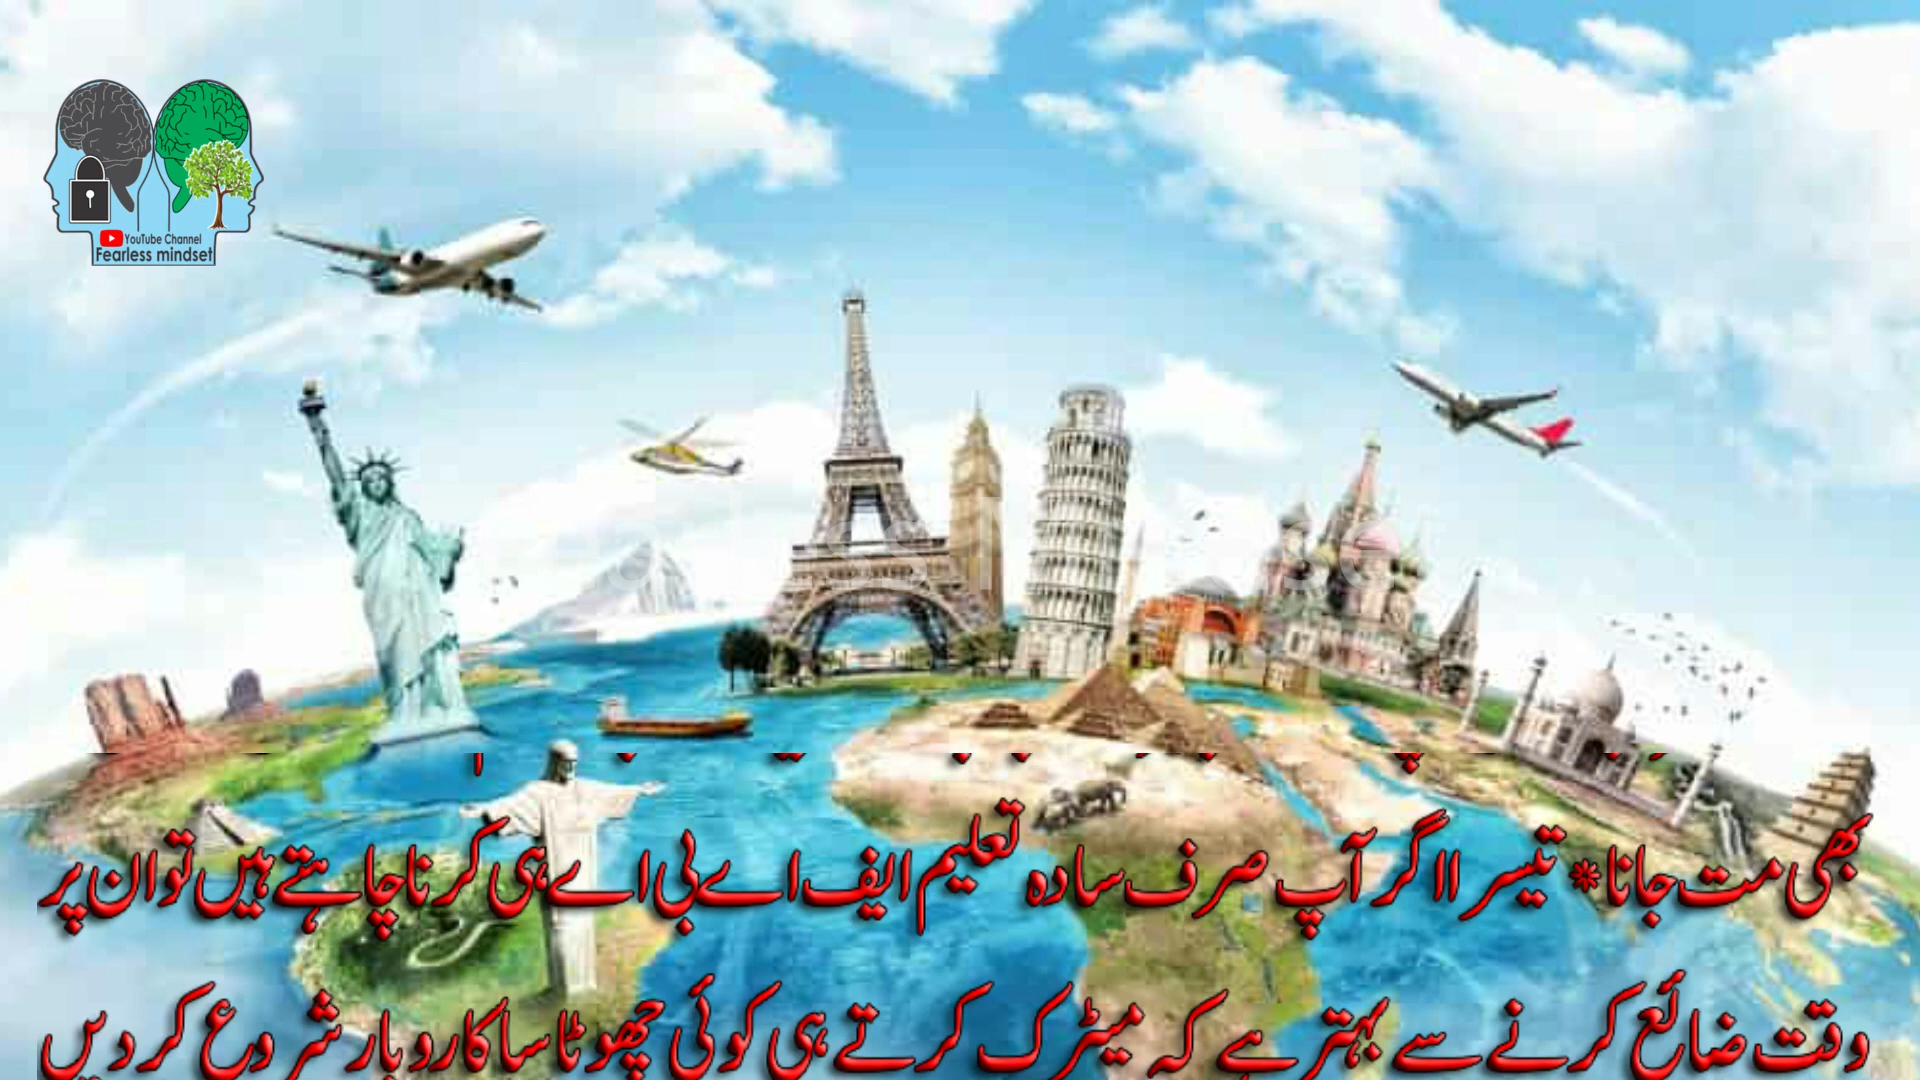 YouTube Channel
Fearless mindset
بھی مت جانا* تیسرا اگر آپ صرف سادہ تعلیم ایف اے بی اے ہی کرنا چاہتے ہیں تو ان پر
وقت ضائع کرنے سے بہتر ہے کہ میٹرک کرتے ہی کوئی چھوٹا سا کاروبار شروع کر دیں